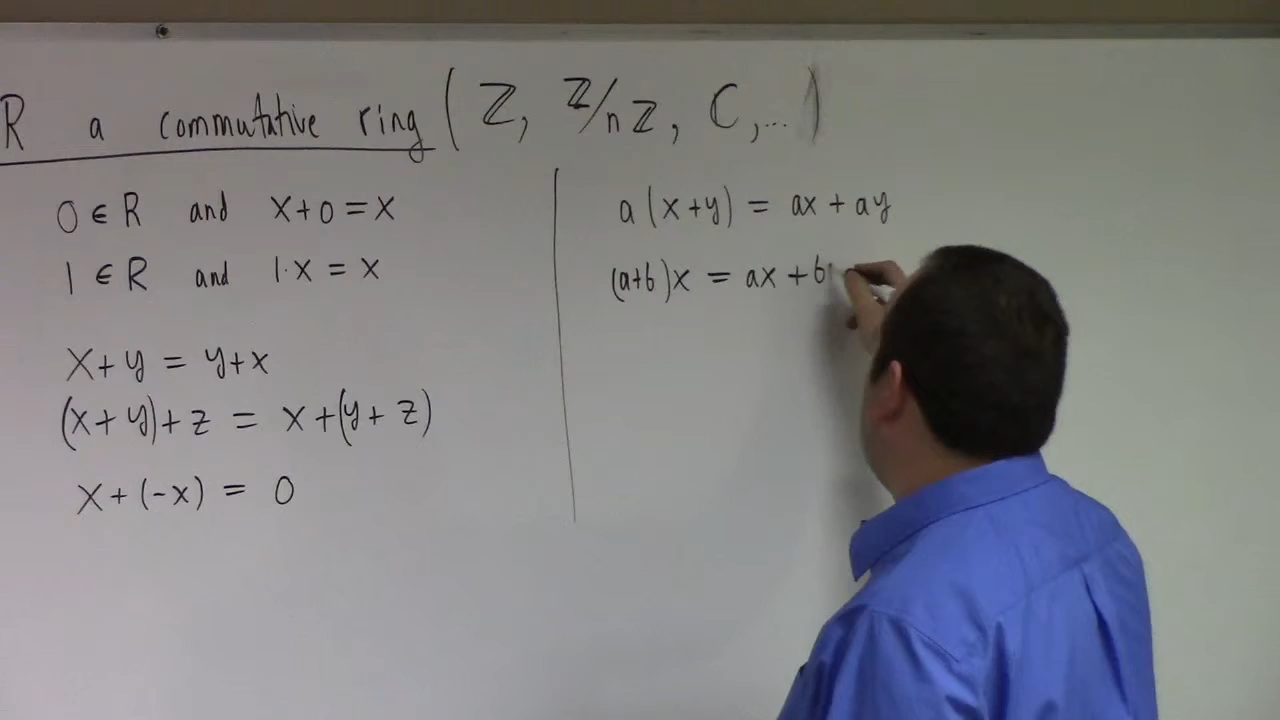 R a commutative ring (ℤ, ℤ/nℤ, C, ...)
0 ∈ R and x+0 = x
1 ∈ R and 1·x = x
x+y = y+x
(x+y)+z = x+(y+z)
x+(-x) = 0
a(x+y) = ax + ay
(a+b)x = ax + b